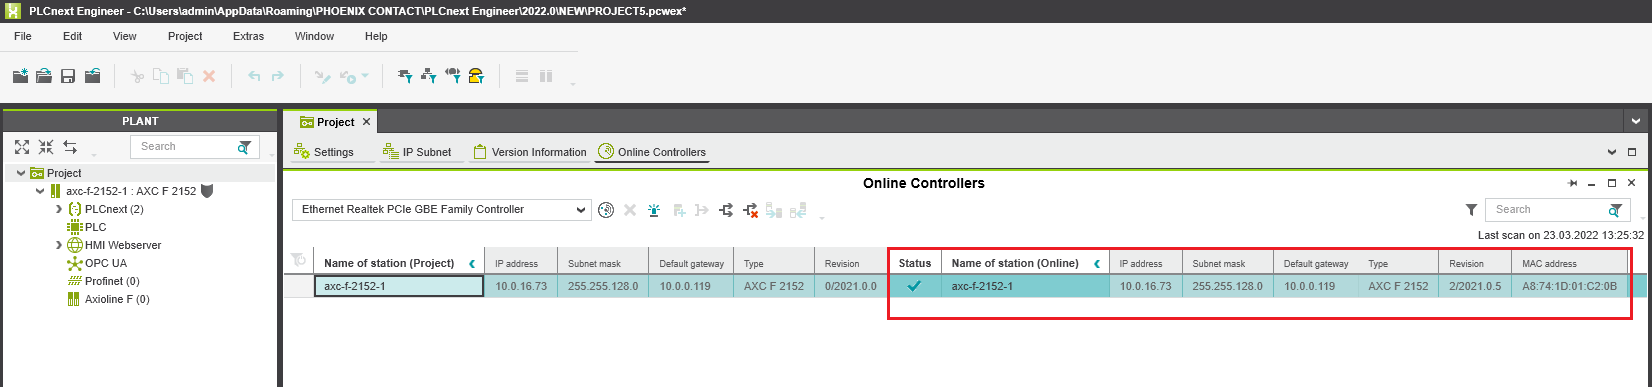 PLCnext Engineer - C:\Users\admin\AppData\Roaming\PHOENIX CONTACT\PLCnext Engineer\2022.0\NEW\PROJECT5.pcwex*
File Edit View Project Extras Window Help
PLANT
Search
Project
axc-f-2152-1 : AXC F 2152
PLCnext (2)
PLC
HMI Webserver
OPC UA
Profinet (0)
Axioline F (0)
Project
Settings IP Subnet Version Information Online Controllers
Online Controllers
Ethernet Realtek PCIe GBE Family Controller Search
Last scan on 23.03.2022 13:25:32
Name of station (Project) IP address Subnet mask Default gateway Type Revision Status Name of station (Online) IP address Subnet mask Default gateway Type Revision MAC address
axc-f-2152-1 10.0.16.73 255.255.128.0 10.0.0.119 AXC F 2152 0/2021.0.0 axc-f-2152-1 10.0.16.73 255.255.128.0 10.0.0.119 AXC F 2152 2/2021.0.5 A8:74:1D:01:C2:0B